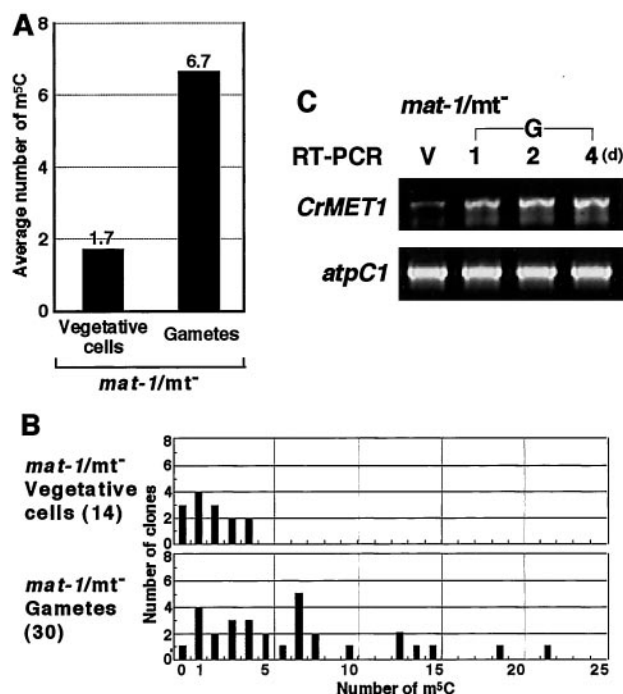 A
Average number of m⁵C
8
6
4
2
0
1.7
6.7
Vegetative cells
Gametes
mat-1/mt⁻
C
mat-1/mt⁻
G
RT-PCR V 1 2 4 (d)
CrMET1
atpC1
B
mat-1/mt⁻
Vegetative
cells (14)
mat-1/mt⁻
Gametes
(30)
Number of clones
8
6
4
2
0
8
6
4
2
0
0 1 5 10 15 20 25
Number of m⁵C